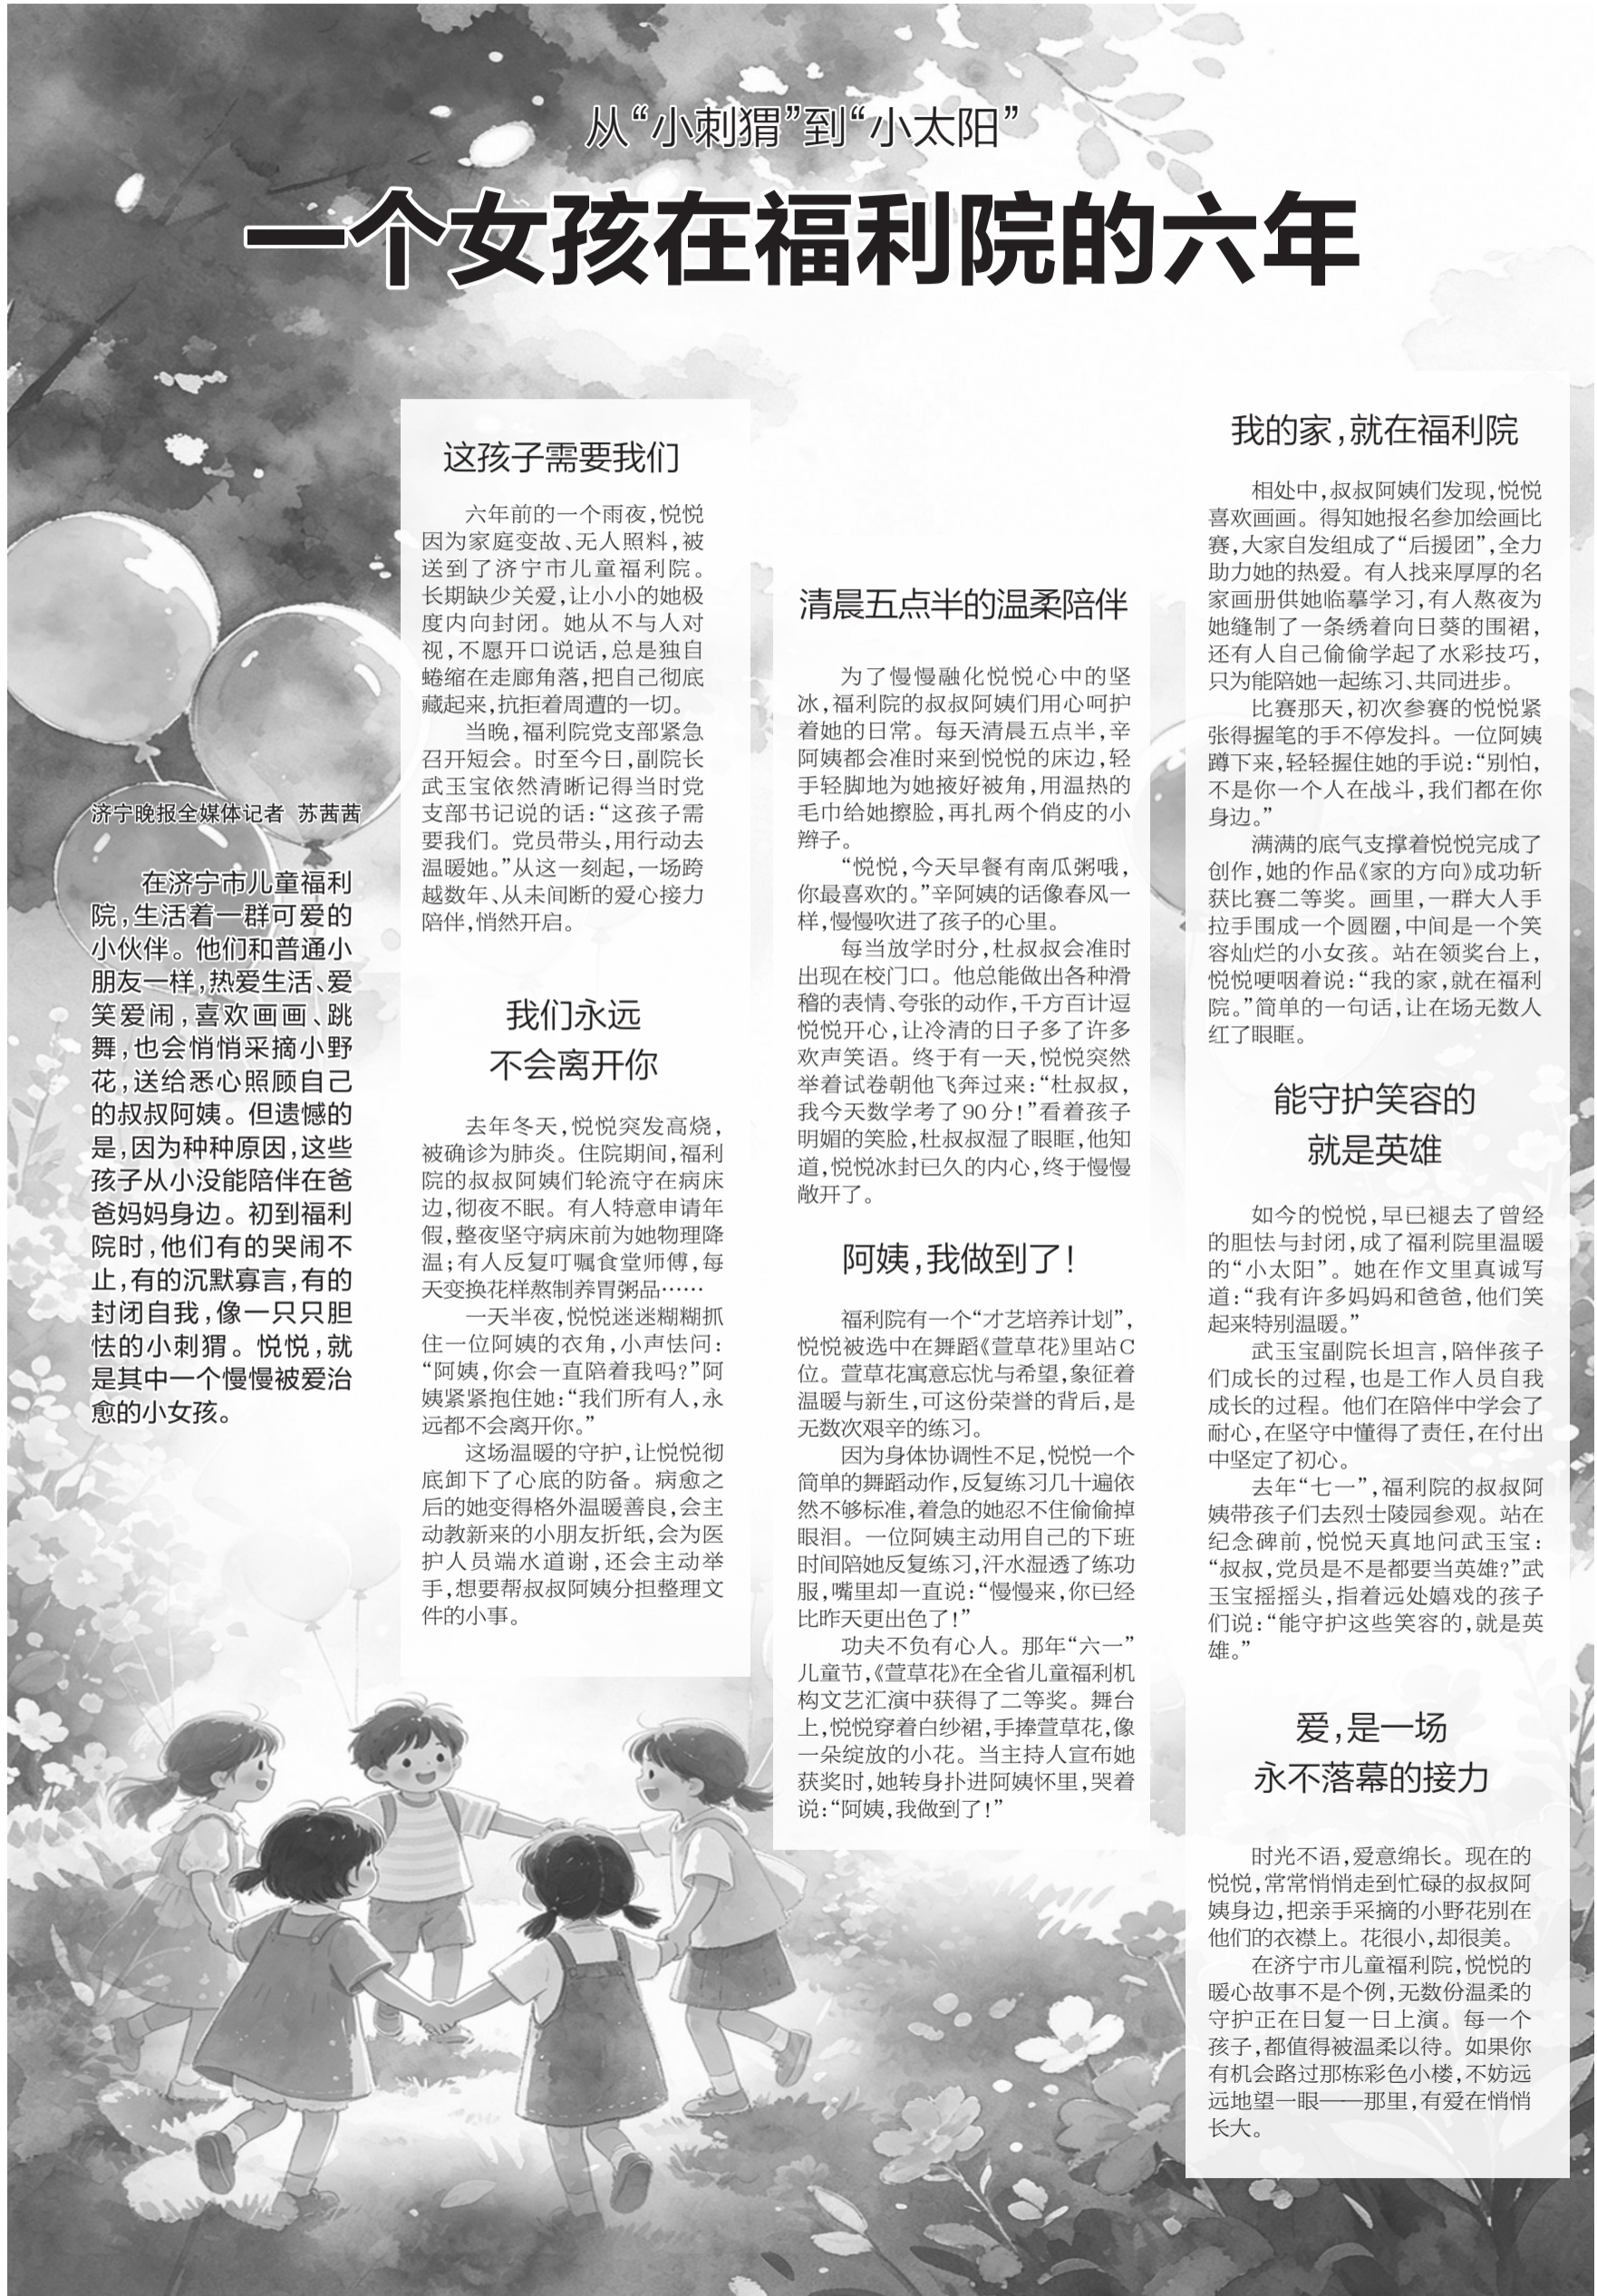 从“小刺猬”到“小太阳”
一个女孩在福利院的六年
济宁晚报全媒体记者 苏茜茜
在济宁市儿童福利
院,生活着一群可爱的
小伙伴。他们和普通小
朋友一样,热爱生活、爱
笑爱闹,喜欢画画、跳
舞,也会悄悄采摘小野
花,送给悉心照顾自己
的叔叔阿姨。但遗憾的
是,因为种种原因,这些
孩子从小没能陪伴在爸
爸妈妈身边。初到福利
院时,他们有的哭闹不
止,有的沉默寡言,有的
封闭自我,像一只只胆
怯的小刺猬。悦悦,就
是其中一个慢慢被爱治
愈的小女孩。
这孩子需要我们
六年前的一个雨夜,悦悦
因为家庭变故、无人照料,被
送到了济宁市儿童福利院。
长期缺少关爱,让小小的她极
度内向封闭。她从不与人对
视,不愿开口说话,总是独自
蜷缩在走廊角落,把自己彻底
藏起来,抗拒着周遭的一切。
当晚,福利院党支部紧急
召开短会。时至今日,副院长
武玉宝依然清晰记得当时党
支部书记说的话:“这孩子需
要我们。党员带头,用行动去
温暖她。”从这一刻起,一场跨
越数年、从未间断的爱心接力
陪伴,悄然开启。
我们永远
不会离开你
去年冬天,悦悦突发高烧,
被确诊为肺炎。住院期间,福利
院的叔叔阿姨们轮流守在病床
边,彻夜不眠。有人特意申请年
假,整夜坚守病床前为她物理降
温;有人反复叮嘱食堂师傅,每
天变换花样熬制养胃粥品……
一天半夜,悦悦迷迷糊糊抓
住一位阿姨的衣角,小声怯问:
“阿姨,你会一直陪着我吗?”阿
姨紧紧抱住她:“我们所有人,永
远都不会离开你。”
这场温暖的守护,让悦悦彻
底卸下了心底的防备。病愈之
后的她变得格外温暖善良,会主
动教新来的小朋友折纸,会为医
护人员端水道谢,还会主动举
手,想要帮叔叔阿姨分担整理文
件的小事。
清晨五点半的温柔陪伴
为了慢慢融化悦悦心中的坚
冰,福利院的叔叔阿姨们用心呵护
着她的日常。每天清晨五点半,辛
阿姨都会准时来到悦悦的床边,轻
手轻脚地为她掖好被角,用温热的
毛巾给她擦脸,再扎两个俏皮的小
辫子。
“悦悦,今天早餐有南瓜粥哦,
你最喜欢的。”辛阿姨的话像春风一
样,慢慢吹进了孩子的心里。
每当放学时分,杜叔叔会准时
出现在校门口。他总能做出各种滑
稽的表情、夸张的动作,千方百计逗
悦悦开心,让冷清的日子多了许多
欢声笑语。终于有一天,悦悦突然
举着试卷朝他飞奔过来:“杜叔叔,
我今天数学考了90分!”看着孩子
明媚的笑脸,杜叔叔湿了眼眶,他知
道,悦悦冰封已久的内心,终于慢慢
敞开了。
阿姨,我做到了!
福利院有一个“才艺培养计划”,
悦悦被选中在舞蹈《萱草花》里站C
位。萱草花寓意忘忧与希望,象征着
温暖与新生,可这份荣誉的背后,是
无数次艰辛的练习。
因为身体协调性不足,悦悦一个
简单的舞蹈动作,反复练习几十遍依
然不够标准,着急的她忍不住偷偷掉
眼泪。一位阿姨主动用自己的下班
时间陪她反复练习,汗水湿透了练功
服,嘴里却一直说:“慢慢来,你已经
比昨天更出色了!”
功夫不负有心人。那年“六一”
儿童节,《萱草花》在全省儿童福利机
构文艺汇演中获得了二等奖。舞台
上,悦悦穿着白纱裙,手捧萱草花,像
一朵绽放的小花。当主持人宣布她
获奖时,她转身扑进阿姨怀里,哭着
说:“阿姨,我做到了!”
我的家,就在福利院
相处中,叔叔阿姨们发现,悦悦
喜欢画画。得知她报名参加绘画比
赛,大家自发组成了“后援团”,全力
助力她的热爱。有人找来厚厚的名
家画册供她临摹学习,有人熬夜为
她缝制了一条绣着向日葵的围裙,
还有人自己偷偷学起了水彩技巧,
只为能陪她一起练习、共同进步。
比赛那天,初次参赛的悦悦紧
张得握笔的手不停发抖。一位阿姨
蹲下来,轻轻握住她的手说:“别怕,
不是你一个人在战斗,我们都在你
身边。”
满满的底气支撑着悦悦完成了
创作,她的作品《家的方向》成功斩
获比赛二等奖。画里,一群大人手
拉手围成一个圆圈,中间是一个笑
容灿烂的小女孩。站在领奖台上,
悦悦哽咽着说:“我的家,就在福利
院。”简单的一句话,让在场无数人
红了眼眶。
能守护笑容的
就是英雄
如今的悦悦,早已褪去了曾经
的胆怯与封闭,成了福利院里温暖
的“小太阳”。她在作文里真诚写
道:“我有许多妈妈和爸爸,他们笑
起来特别温暖。”
武玉宝副院长坦言,陪伴孩子
们成长的过程,也是工作人员自我
成长的过程。他们在陪伴中学会了
耐心,在坚守中懂得了责任,在付出
中坚定了初心。
去年“七一”,福利院的叔叔阿
姨带孩子们去烈士陵园参观。站在
纪念碑前,悦悦天真地问武玉宝:
“叔叔,党员是不是都要当英雄?”武
玉宝摇摇头,指着远处嬉戏的孩子
们说:“能守护这些笑容的,就是英
雄。”
爱,是一场
永不落幕的接力
时光不语,爱意绵长。现在的
悦悦,常常悄悄走到忙碌的叔叔阿
姨身边,把亲手采摘的小野花别在
他们的衣襟上。花很小,却很美。
在济宁市儿童福利院,悦悦的
暖心故事不是个例,无数份温柔的
守护正在日复一日上演。每一个
孩子,都值得被温柔以待。如果你
有机会路过那栋彩色小楼,不妨远
远地望一眼——那里,有爱在悄悄
长大。